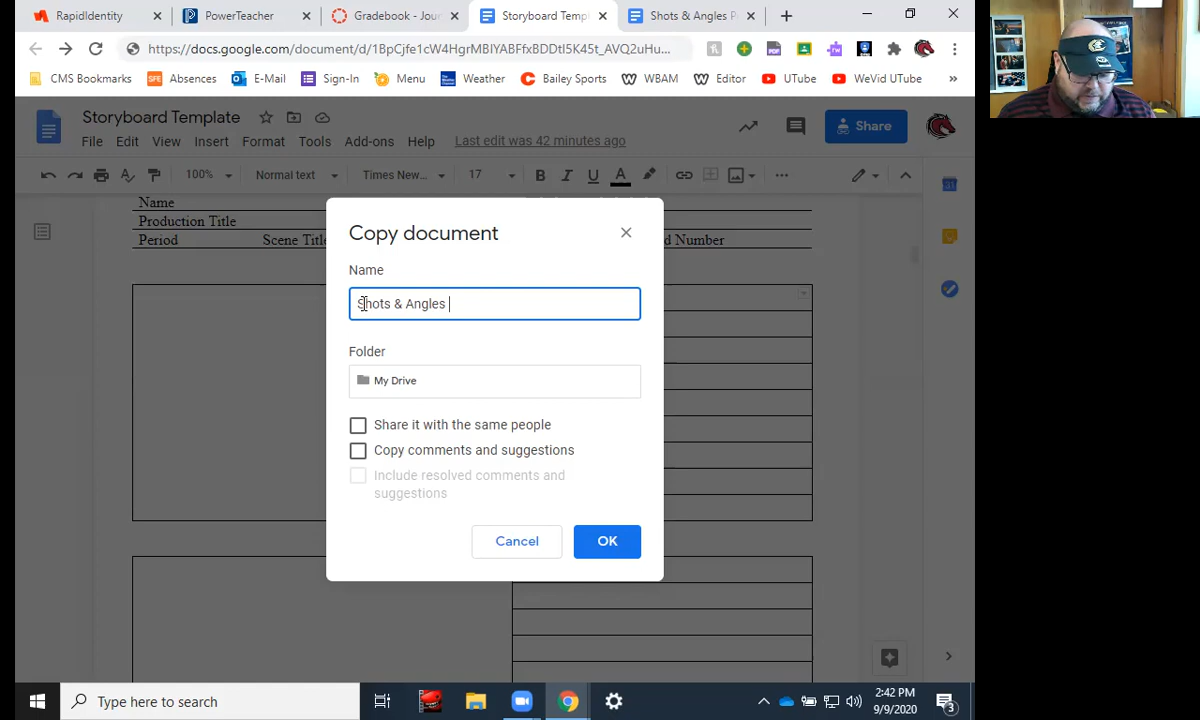 RapidIdentity
PowerTeacher
Gradebook - Jour
Storyboard Temp
Shots & Angles P
https://docs.google.com/document/d/1BpCjfe1cW4HgrMBIYABFfxBDDtI5K45t_AVQ2uHu...
CMS Bookmarks
Absences
E-Mail
Sign-In
Menu
Weather
Bailey Sports
WBAM
Editor
UTube
WeVid UTube
Storyboard Template
File Edit View Insert Format Tools Add-ons Help Last edit was 42 minutes ago
Share
100% Normal text Times New... 17 B I U A
Name
Production Title
Period Scene Title d Number
Copy document
Name
Shots & Angles
Folder
My Drive
Share it with the same people
Copy comments and suggestions
Include resolved comments and
suggestions
Cancel OK
Type here to search
2:42 PM
9/9/2020
3